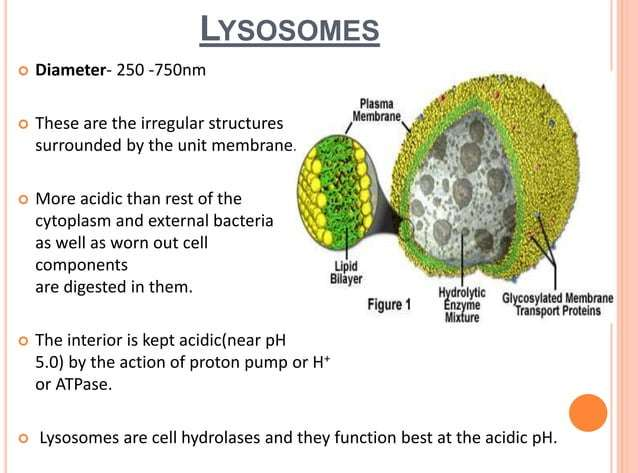 LYSOSOMES
Diameter- 250 -750nm
These are the irregular structures
surrounded by the unit membrane.
More acidic than rest of the
cytoplasm and external bacteria
as well as worn out cell
components
are digested in them.
The interior is kept acidic(near pH
5.0) by the action of proton pump or H⁺
or ATPase.
Lysosomes are cell hydrolases and they function best at the acidic pH.
Plasma
Membrane
Lipid
Bilayer
Figure 1
Hydrolytic
Enzyme
Mixture
Glycosylated Membrane
Transport Proteins